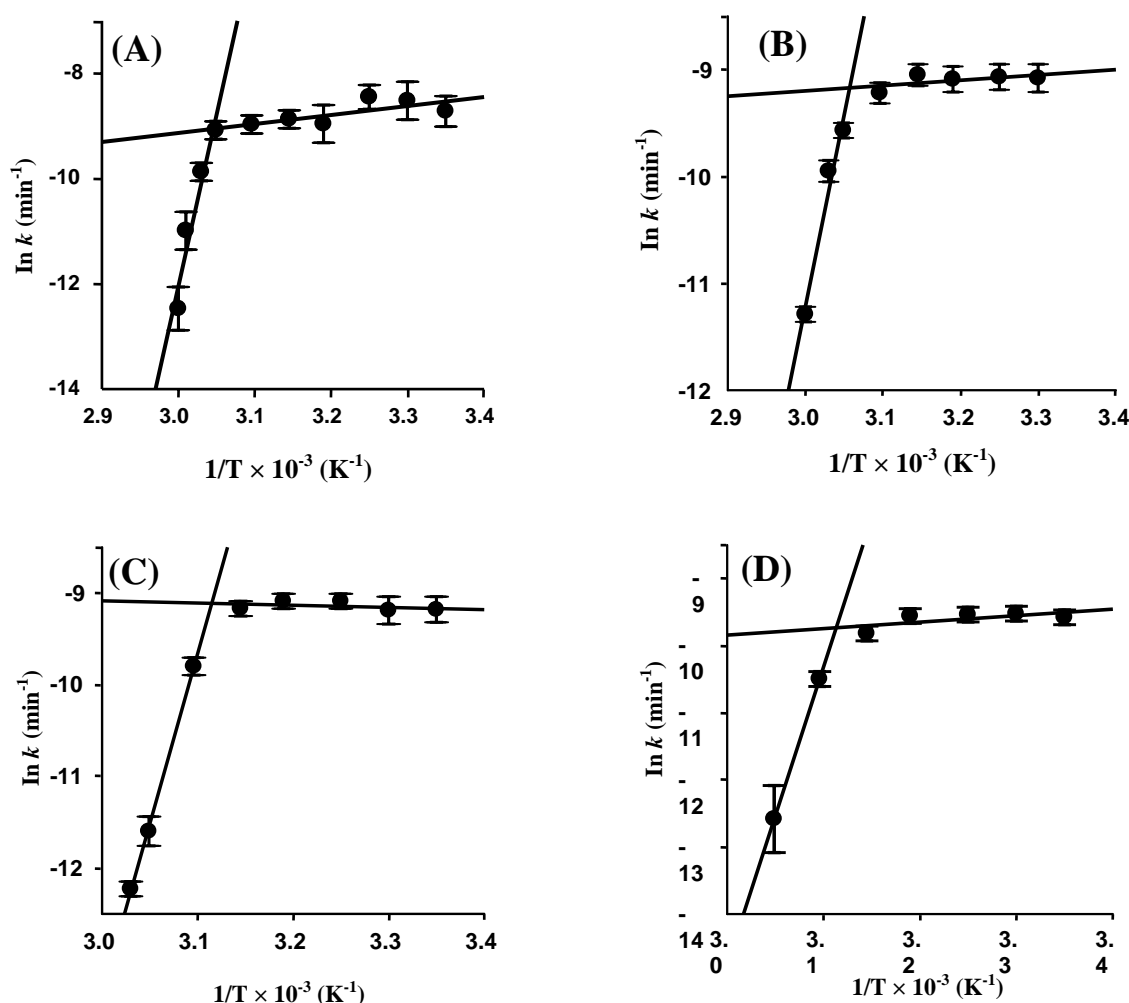 (A)
-7
-8
-10
-12
-14
2.9 3.0 3.1 3.2 3.3 3.4
ln k (min-1)
1/T × 10-3 (K-1)
(B)
-9
-10
-11
-12
2.9 3.0 3.1 3.2 3.3 3.4
ln k (min-1)
1/T × 10-3 (K-1)
(C)
-9
-10
-11
-12
3.0 3.1 3.2 3.3 3.4
ln k (min-1)
1/T × 10-3 (K-1)
(D)
-
9
-
10
-
11
-
12
-
13
-
14 3. 3. 3. 3. 3.
0 1 2 3 4
ln k (min-1)
1/T × 10-3 (K-1)